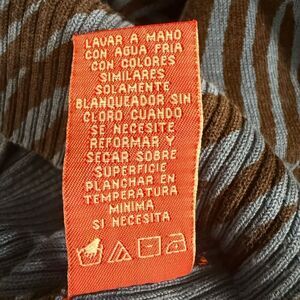 LAVAR A MANO
CON AGUA FRIA
CON COLORES
SIMILARES
SOLAMENTE
BLANQUEADOR SIN
CLORO CUANDO
SE NECESITE
REFORMAR Y
SECAR SOBRE
SUPERFICIE
PLANCHAR EN
TEMPERATURA
MINIMA
SI NECESITA